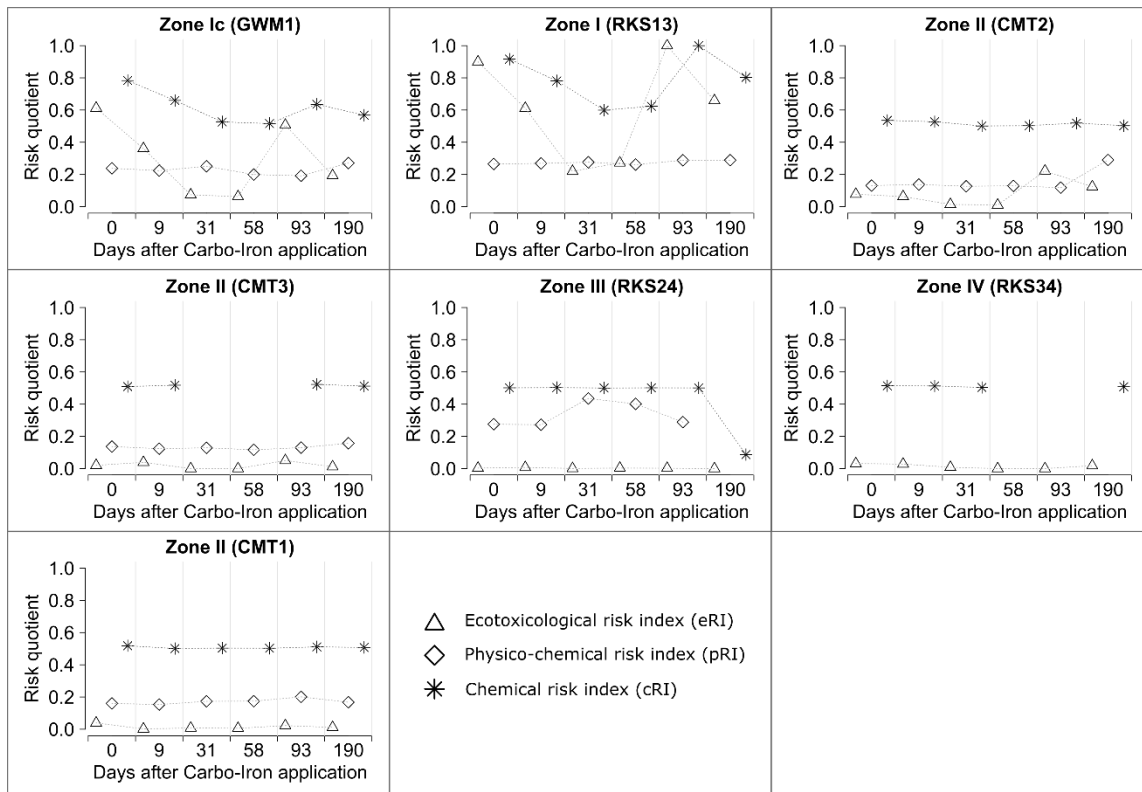 Zone Ic (GWM1)
Risk quotient
1.0
0.8
0.6
0.4
0.2
0.0
0 9 31 58 93 190
Days after Carbo-Iron application
Zone I (RKS13)
Risk quotient
1.0
0.8
0.6
0.4
0.2
0.0
0 9 31 58 93 190
Days after Carbo-Iron application
Zone II (CMT2)
Risk quotient
1.0
0.8
0.6
0.4
0.2
0.0
0 9 31 58 93 190
Days after Carbo-Iron application
Zone II (CMT3)
Risk quotient
1.0
0.8
0.6
0.4
0.2
0.0
0 9 31 58 93 190
Days after Carbo-Iron application
Zone III (RKS24)
Risk quotient
1.0
0.8
0.6
0.4
0.2
0.0
0 9 31 58 93 190
Days after Carbo-Iron application
Zone IV (RKS34)
Risk quotient
1.0
0.8
0.6
0.4
0.2
0.0
0 9 31 58 93 190
Days after Carbo-Iron application
Zone II (CMT1)
Risk quotient
1.0
0.8
0.6
0.4
0.2
0.0
0 9 31 58 93 190
Days after Carbo-Iron application
Ecotoxicological risk index (eRI)
Physico-chemical risk index (pRI)
Chemical risk index (cRI)